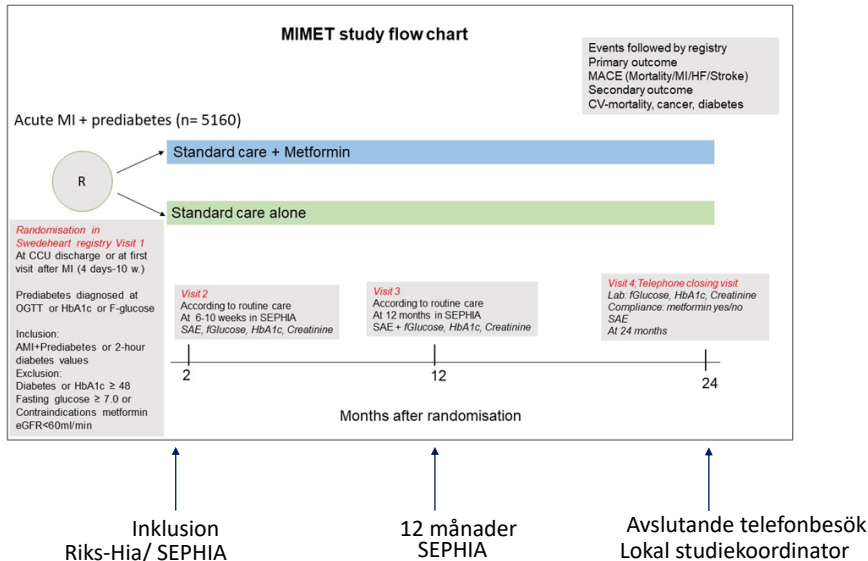 MIMET study flow chart
Events followed by registry
Primary outcome
MACE (Mortality/MI/HF/Stroke)
Secondary outcome
CV-mortality, cancer, diabetes
Acute MI + prediabetes (n= 5160)
R
Standard care + Metformin
Standard care alone
Randomisation in
Swedeheart registry Visit 1
At CCU discharge or at first
visit after MI (4 days-10 w.)
Prediabetes diagnosed at
OGTT or HbA1c or F-glucose
Inclusion:
AMI+Prediabetes or 2-hour
diabetes values
Exclusion:
Diabetes or HbA1c ≥ 48
Fasting glucose ≥ 7.0 or
Contraindications metformin
eGFR<60ml/min
Visit 2
According to routine care
At 6-10 weeks in SEPHIA
SAE, fGlucose, HbA1c, Creatinine
Visit 3
According to routine care
At 12 months in SEPHIA
SAE + fGlucose, HbA1c, Creatinine
Visit 4,Telephone closing visit
Lab: fGlucose, HbA1c, Creatinine
Compliance: metformin yes/no
SAE
At 24 months
2
12
24
Months after randomisation
Inklusion
Riks-Hia/ SEPHIA
12 månader
SEPHIA
Avslutande telefonbesök
Lokal studiekoordinator